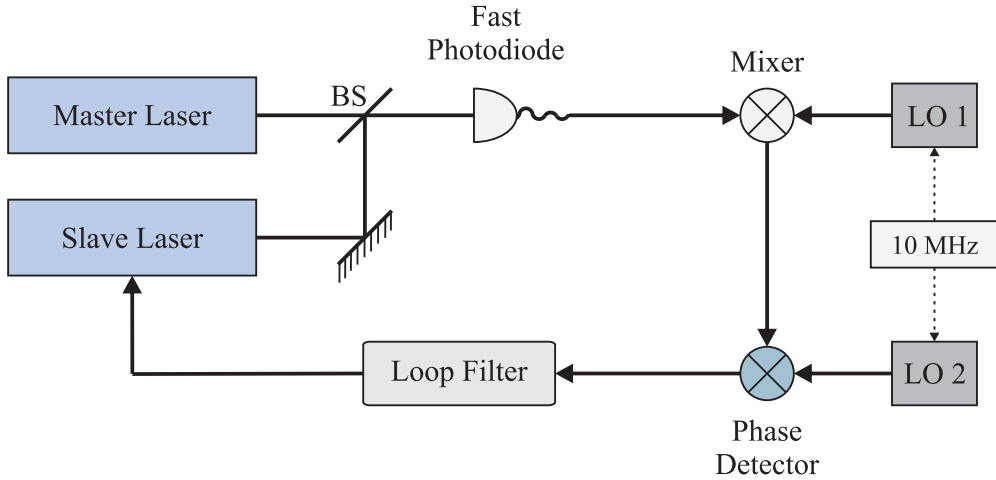 Fast
Photodiode
Mixer
BS
Master Laser
LO 1
Slave Laser
10 MHz
Loop Filter
LO 2
Phase
Detector